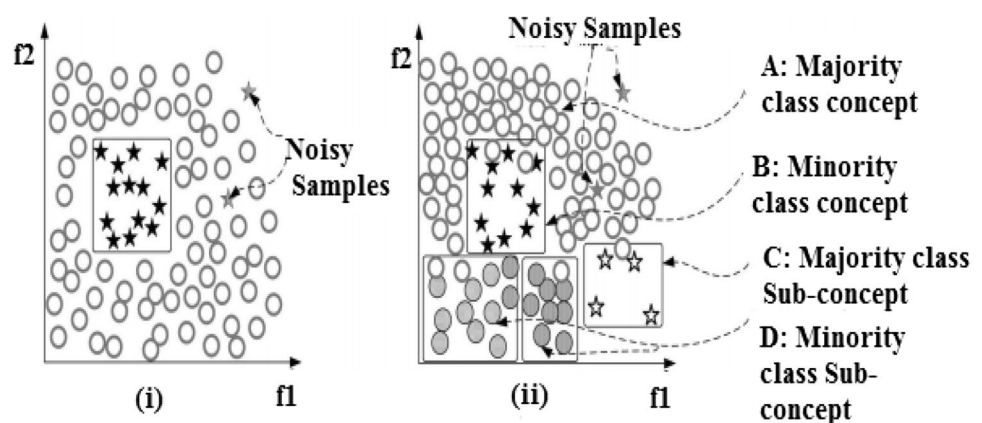 f2
Noisy
Samples
(i)
f1
Noisy Samples
f2
(ii)
f1
A: Majority
class concept
B: Minority
class concept
C: Majority class
Sub-concept
D: Minority
class Sub-
concept